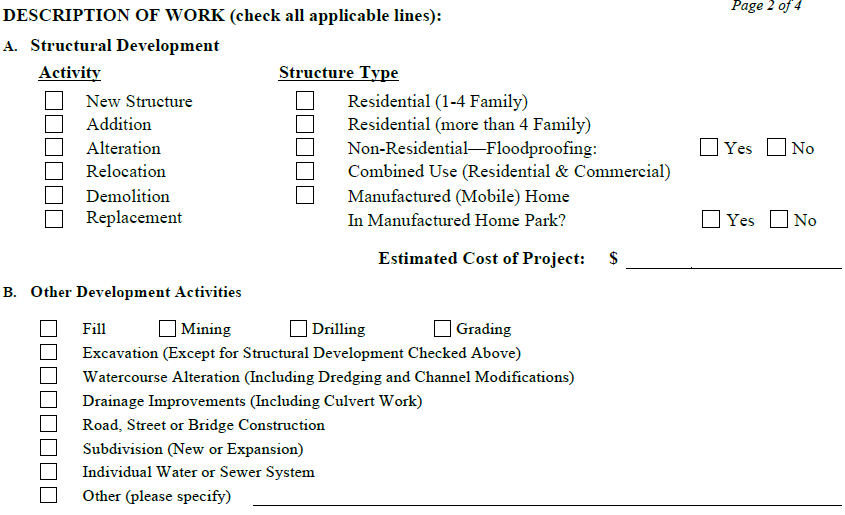 Page 2 of 4
DESCRIPTION OF WORK (check all applicable lines):
A. Structural Development
Activity Structure Type
New Structure Residential (1-4 Family)
Addition Residential (more than 4 Family)
Alteration Non-Residential—Floodproofing: Yes No
Relocation Combined Use (Residential & Commercial)
Demolition Manufactured (Mobile) Home
Replacement In Manufactured Home Park? Yes No
Estimated Cost of Project: $
B. Other Development Activities
Fill Mining Drilling Grading
Excavation (Except for Structural Development Checked Above)
Watercourse Alteration (Including Dredging and Channel Modifications)
Drainage Improvements (Including Culvert Work)
Road, Street or Bridge Construction
Subdivision (New or Expansion)
Individual Water or Sewer System
Other (please specify)